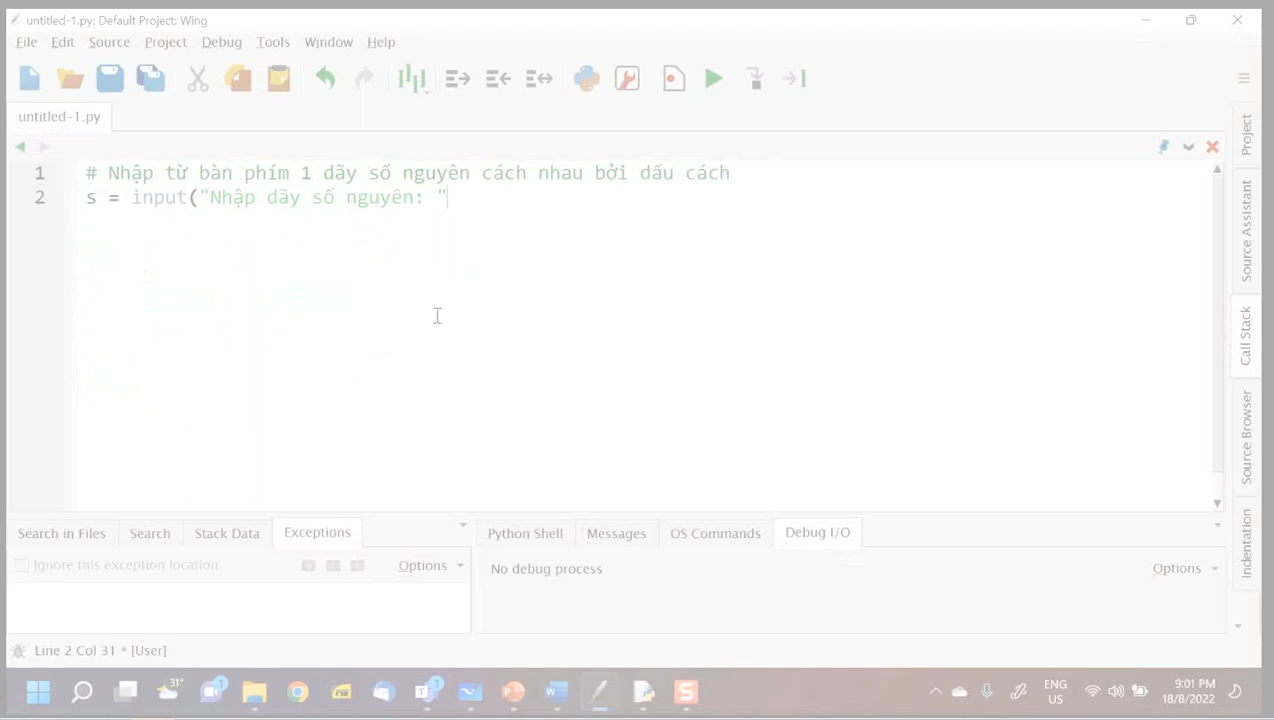 untitled-1.py: Default Project: Wing
File Edit Source Project Debug Tools Window Help
untitled-1.py
1 # Nhập từ bàn phím 1 dãy số nguyên cách nhau bởi dấu cách
2 s = input("Nhập dãy số nguyên: "
Project
Source Assistant
Call Stack
Source Browser
Indentation
Search in Files Search Stack Data Exceptions
Ignore this exception location Options
Python Shell Messages OS Commands Debug I/O
No debug process Options
Line 2 Col 31 * [User]
31° 1 1 ENG US 9:01 PM 18/8/2022